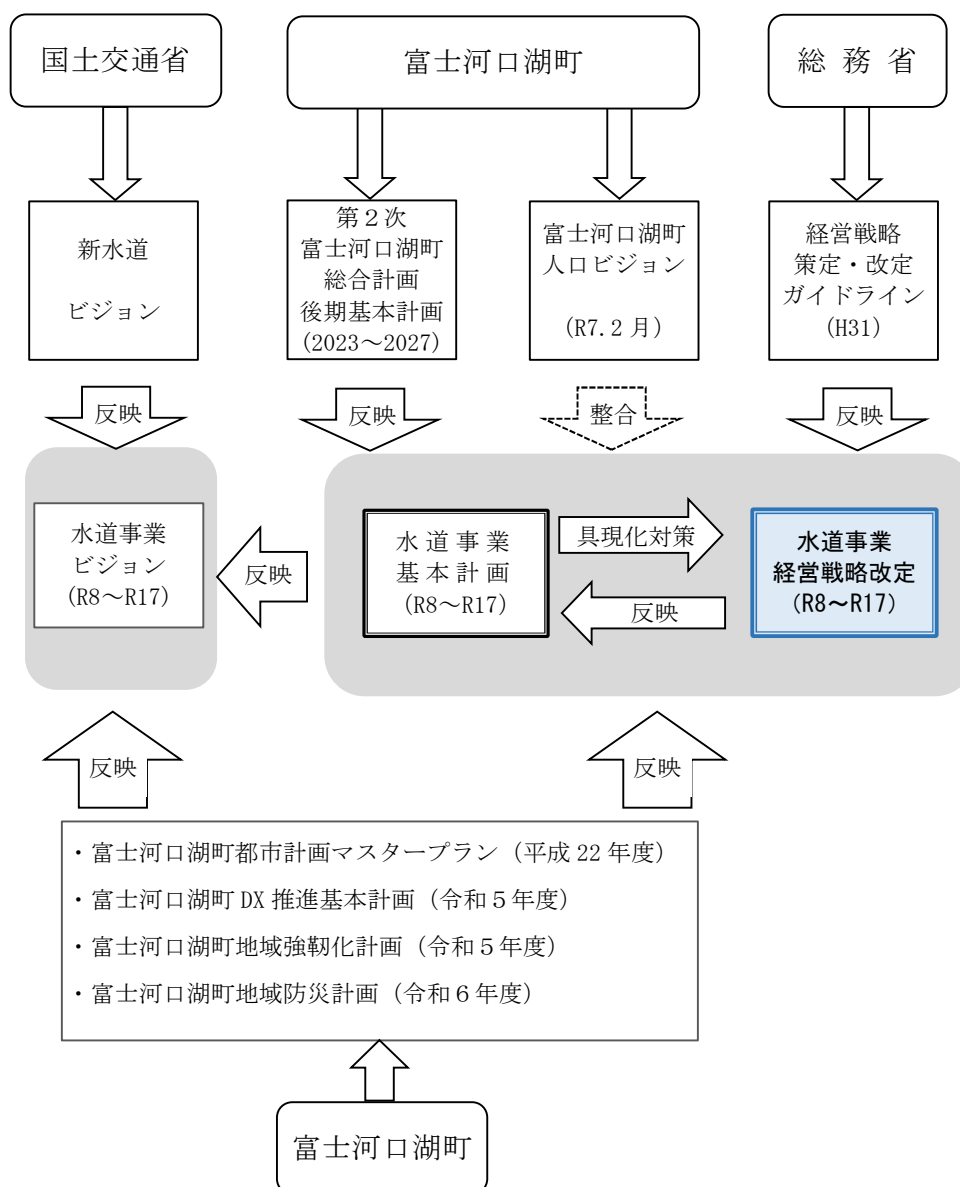 国土交通省
富士河口湖町
総務省
新水道
ビジョン
第2次
富士河口湖町
総合計画
後期基本計画
(2023～2027)
富士河口湖町
人口ビジョン
(R7.2月)
経営戦略
策定・改定
ガイドライン
(H31)
反映
反映
整合
反映
水道事業
ビジョン
(R8～R17)
反映
水道事業
基本計画
(R8～R17)
具現化対策
反映
水道事業
経営戦略改定
(R8～R17)
反映
反映
・富士河口湖町都市計画マスタープラン（平成22年度）
・富士河口湖町DX推進基本計画（令和5年度）
・富士河口湖町地域強靭化計画（令和5年度）
・富士河口湖町地域防災計画（令和6年度）
富士河口湖町